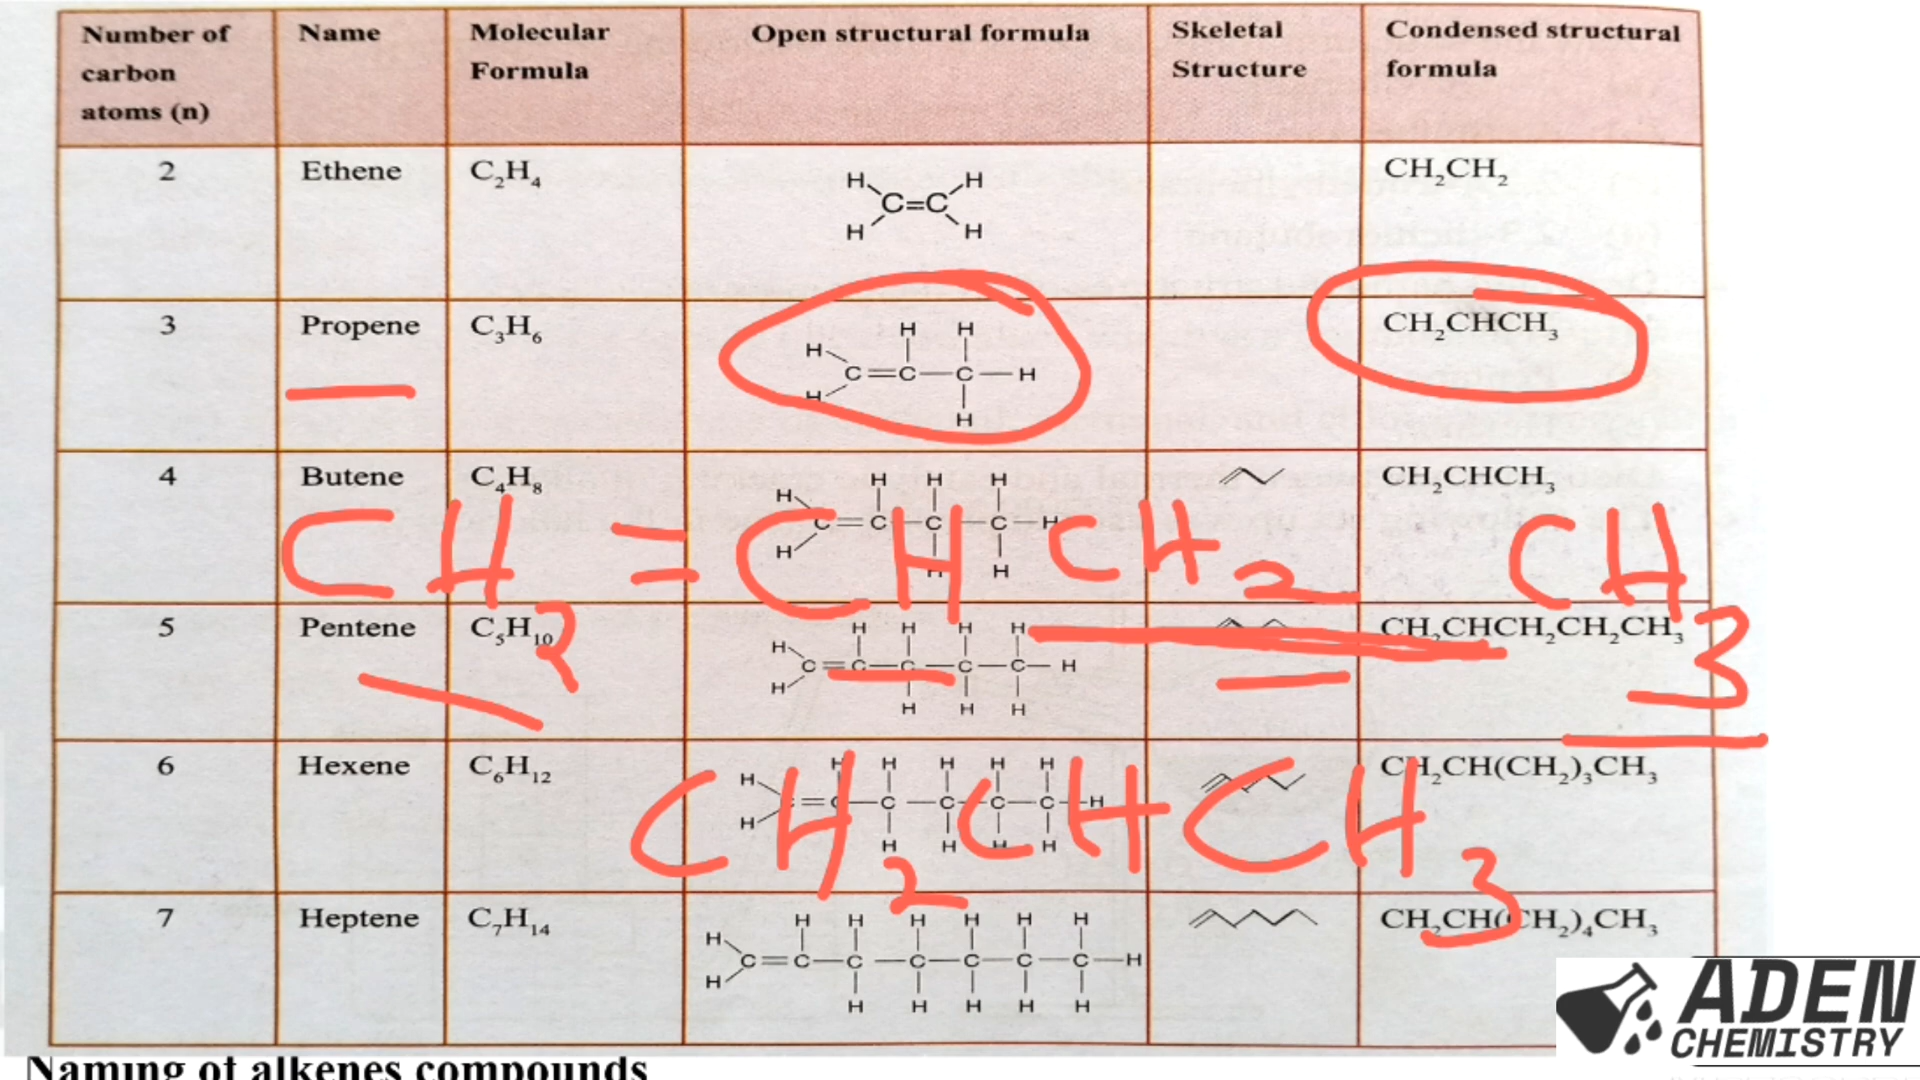 Number of carbon atoms (n) Name Molecular Formula Open structural formula Skeletal Structure Condensed structural formula
2 Ethene C₂H₄ H H C=C H H CH₂CH₂
3 Propene C₃H₆ H H H C=C—C—H H H CH₂CHCH₃
4 Butene C₄H₈ H H H H C=C—C—C—H H H H CH₂CHCH₃
CH₂ = CH CH₂ CH₃
5 Pentene C₅H₁₀ H H H H H C=C—C—C—C—H H H H H CH₂CHCH₂CH₂CH₃
6 Hexene C₆H₁₂ H H H H H H C=C—C—C—C—C—H H H H H H CH₂CH(CH₂)₃CH₃
CH₂CHCH₃
7 Heptene C₇H₁₄ H H H H H H H C=C—C—C—C—C—C—H H H H H H H CH₂CH(CH₂)₄CH₃
ADEN
CHEMISTRY
Naming of alkenes compounds